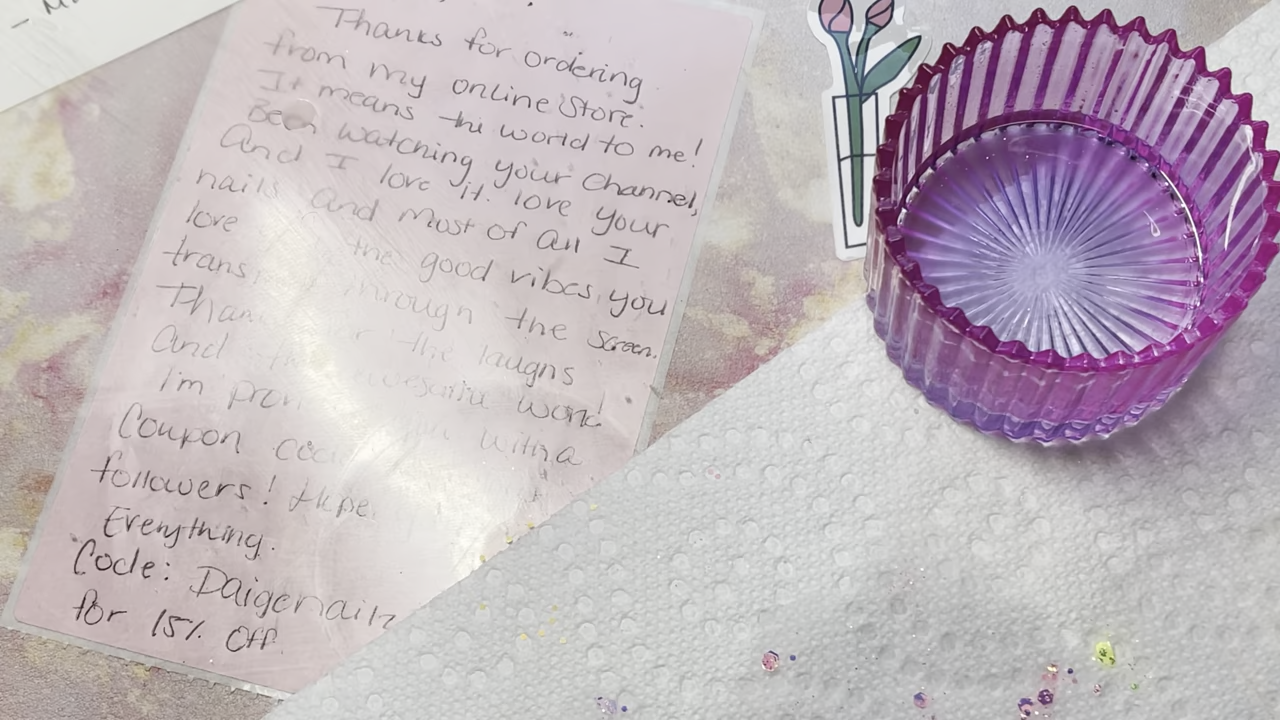 Thanks for ordering
from my online Store.
It means the world to me!
Been watching your Channel,
And I love it. love your
nails and most of all I
love the good vibes you
through the screen.
the laughs
And
I'm with a
Coupon
followers! Hope
Everything.
Code: Daigenailz
for 15% Off